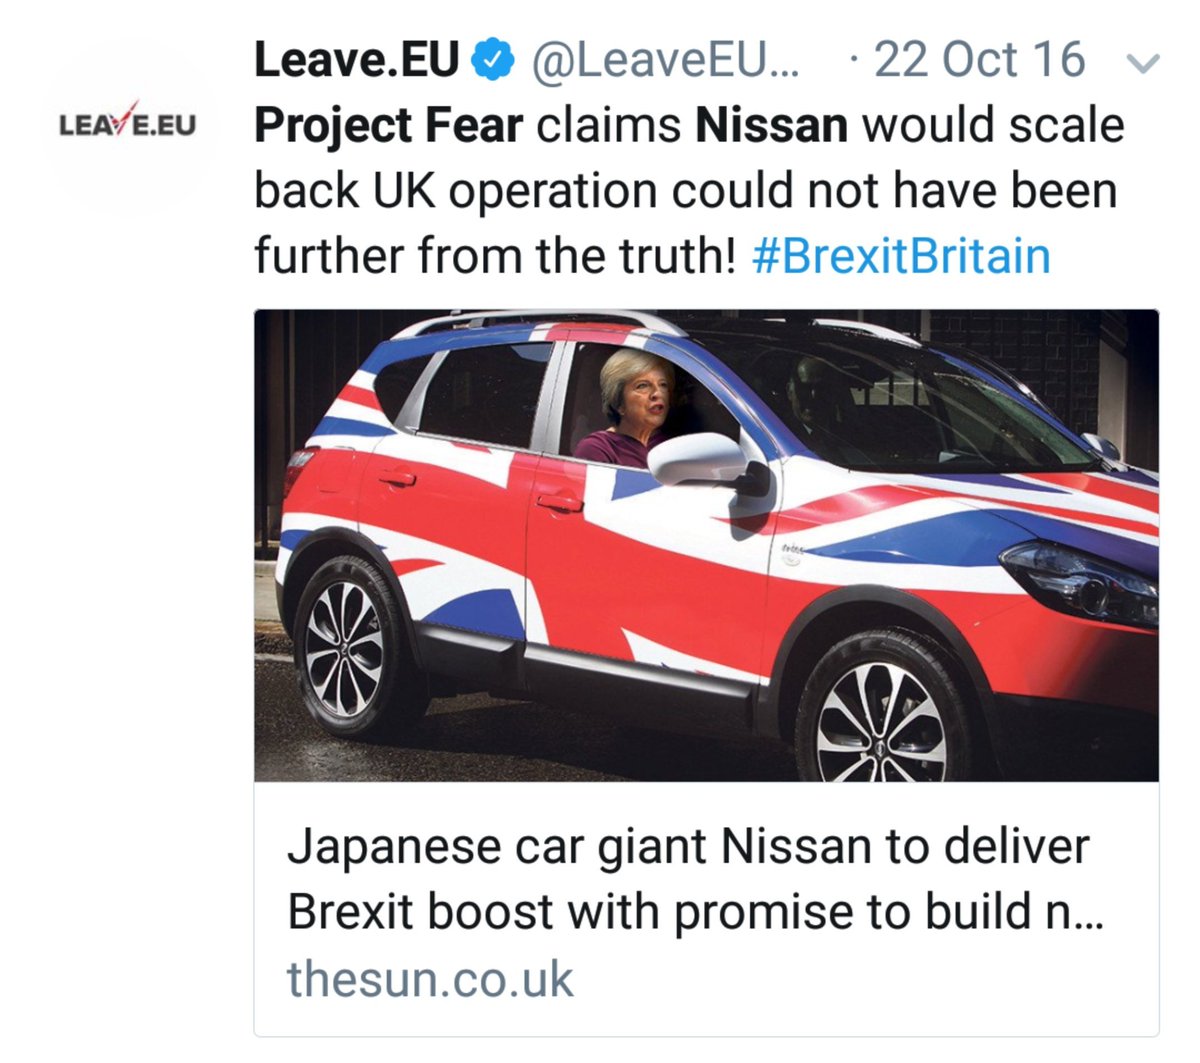 Leave.EU @LeaveEU... · 22 Oct 16
LEAVE.EU
Project Fear claims Nissan would scale
back UK operation could not have been
further from the truth! #BrexitBritain
Japanese car giant Nissan to deliver
Brexit boost with promise to build n...
thesun.co.uk